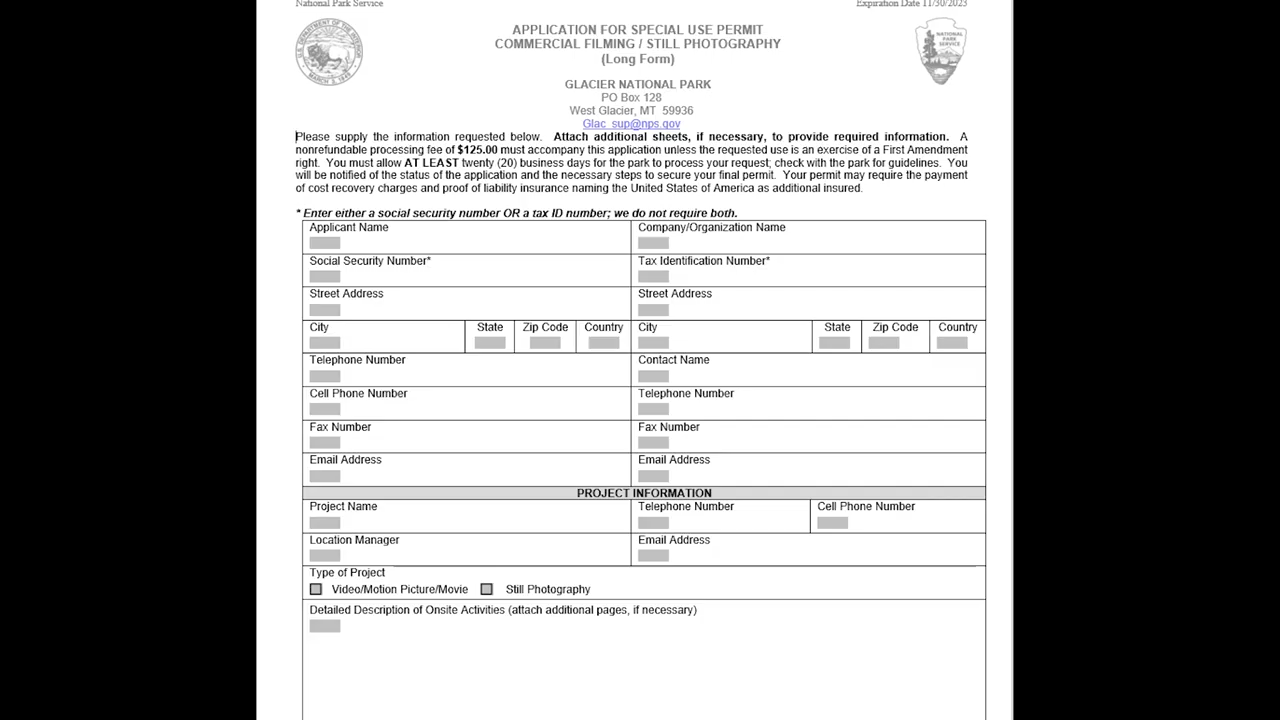 National Park Service
Expiration Date 11/30/2023
APPLICATION FOR SPECIAL USE PERMIT
COMMERCIAL FILMING / STILL PHOTOGRAPHY
(Long Form)
U.S. DEPARTMENT OF THE INTERIOR
MARCH 3, 1849
NATIONAL
PARK
SERVICE
GLACIER NATIONAL PARK
PO Box 128
West Glacier, MT 59936
Glac_sup@nps.gov
Please supply the information requested below. Attach additional sheets, if necessary, to provide required information. A
nonrefundable processing fee of $125.00 must accompany this application unless the requested use is an exercise of a First Amendment
right. You must allow AT LEAST twenty (20) business days for the park to process your request; check with the park for guidelines. You
will be notified of the status of the application and the necessary steps to secure your final permit. Your permit may require the payment
of cost recovery charges and proof of liability insurance naming the United States of America as additional insured.
* Enter either a social security number OR a tax ID number; we do not require both.
Applicant Name Company/Organization Name
Social Security Number* Tax Identification Number*
Street Address Street Address
City State Zip Code Country City State Zip Code Country
Telephone Number Contact Name
Cell Phone Number Telephone Number
Fax Number Fax Number
Email Address Email Address
PROJECT INFORMATION
Project Name Telephone Number Cell Phone Number
Location Manager Email Address
Type of Project
Video/Motion Picture/Movie Still Photography
Detailed Description of Onsite Activities (attach additional pages, if necessary)